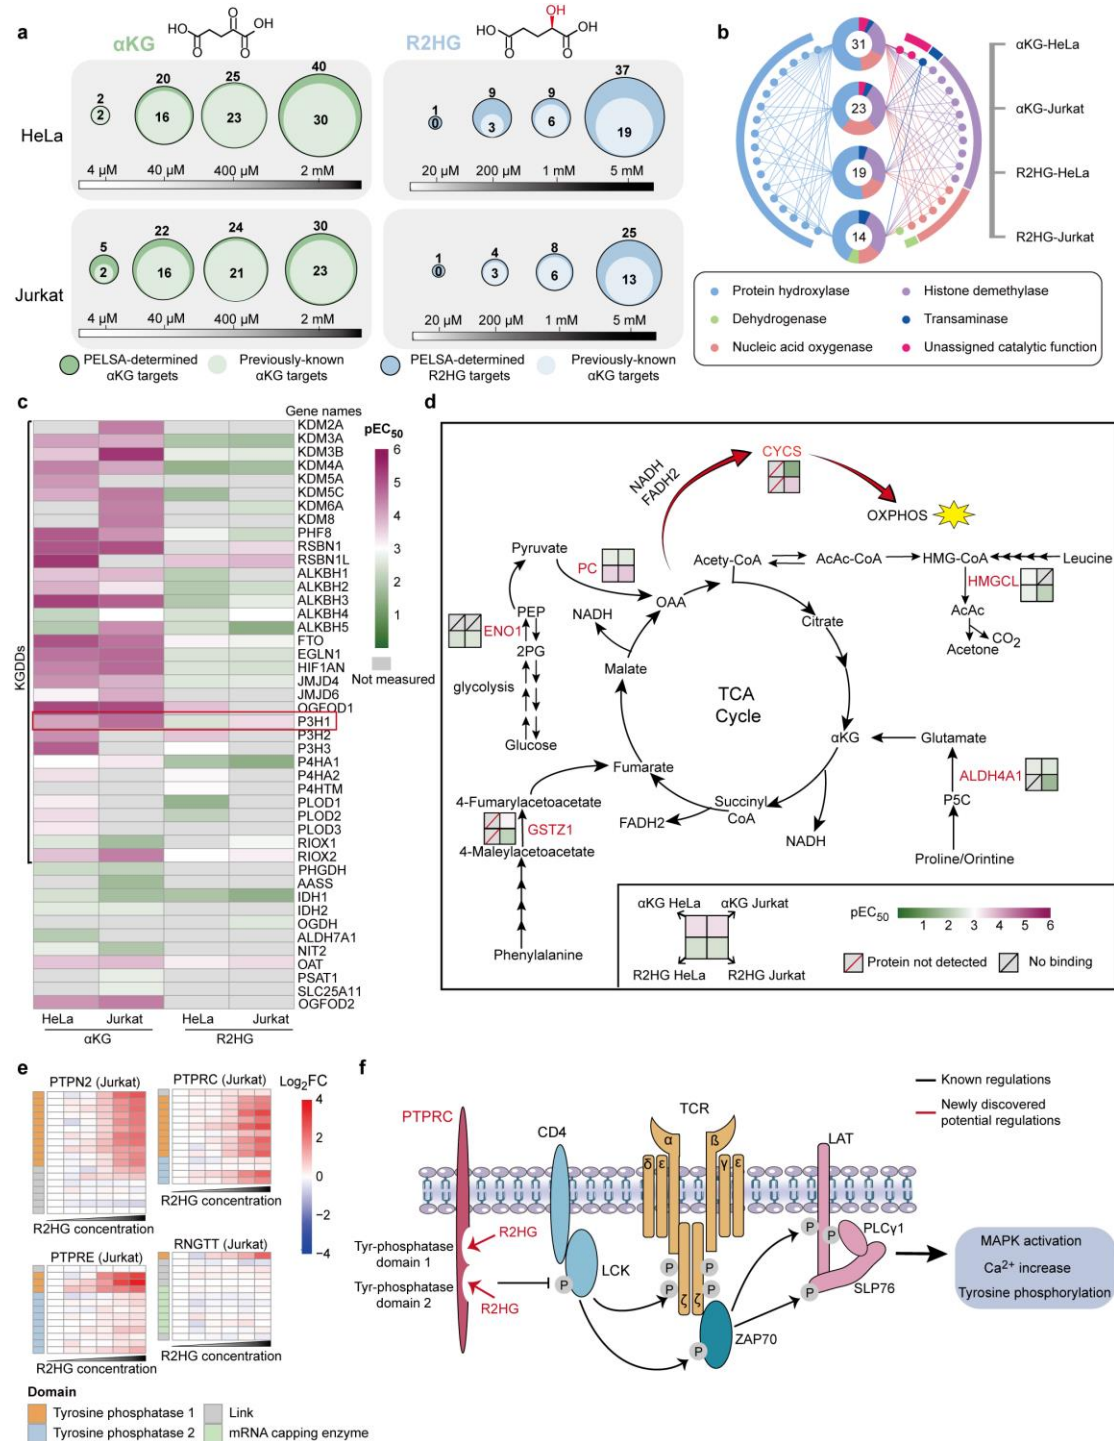 a
αKG
HO
O
O
OH
O
R2HG
HO
O
OH
O
OH
HeLa
2
2
20
16
25
23
40
30
4 μM
40 μM
400 μM
2 mM
1
0
9
3
9
6
37
19
20 μM
200 μM
1 mM
5 mM
Jurkat
5
2
22
16
24
21
30
23
4 μM
40 μM
400 μM
2 mM
1
0
4
3
8
6
25
13
20 μM
200 μM
1 mM
5 mM
PELSA-determined
αKG targets
Previously-known
αKG targets
PELSA-determined
R2HG targets
Previously-known
αKG targets
b
31
23
19
14
αKG-HeLa
αKG-Jurkat
R2HG-HeLa
R2HG-Jurkat
Protein hydroxylase
Histone demethylase
Dehydrogenase
Transaminase
Nucleic acid oxygenase
Unassigned catalytic function
c
Gene names
KGDDs
KDM2A
KDM3A
KDM3B
KDM4A
KDM5A
KDM5C
KDM6A
KDM8
PHF8
RSBN1
RSBN1L
ALKBH1
ALKBH2
ALKBH3
ALKBH4
ALKBH5
FTO
EGLN1
HIF1AN
JMJD4
JMJD6
OGFOD1
P3H1
P3H2
P3H3
P4HA1
P4HA2
P4HTM
PLOD1
PLOD2
PLOD3
RIOX1
RIOX2
PHGDH
AASS
IDH1
IDH2
OGDH
ALDH7A1
NIT2
OAT
PSAT1
SLC25A11
OGFOD2
HeLa
Jurkat
HeLa
Jurkat
αKG
R2HG
pEC50
6
5
4
3
2
1
Not measured
d
CYCS
NADH
FADH2
OXPHOS
Pyruvate
PC
Acety-CoA
AcAc-CoA
HMG-CoA
Leucine
HMGCL
AcAc
CO2
Acetone
OAA
NADH
PEP
ENO1
2PG
glycolysis
Glucose
Malate
Citrate
TCA
Cycle
αKG
Glutamate
ALDH4A1
P5C
Proline/Orintine
Fumarate
Succinyl
CoA
FADH2
NADH
4-Fumarylacetoacetate
GSTZ1
4-Maleylacetoacetate
Phenylalanine
αKG HeLa
αKG Jurkat
R2HG HeLa
R2HG Jurkat
pEC50
1
2
3
4
5
6
Protein not detected
No binding
e
PTPN2 (Jurkat)
R2HG concentration
PTPRC (Jurkat)
R2HG concentration
Log2FC
4
2
0
−2
−4
PTPRE (Jurkat)
R2HG concentration
RNGTT (Jurkat)
R2HG concentration
Domain
Tyrosine phosphatase 1
Link
Tyrosine phosphatase 2
mRNA capping enzyme
f
Known regulations
Newly discovered
potential regulations
PTPRC
CD4
TCR
α
ß
δ
ε
γ
ε
LAT
R2HG
Tyr-phosphatase
domain 1
Tyr-phosphatase
domain 2
R2HG
LCK
P
P
P
P
P
ζ
ζ
P
ZAP70
P
P
P
PLCγ1
SLP76
MAPK activation
Ca2+ increase
Tyrosine phosphorylation